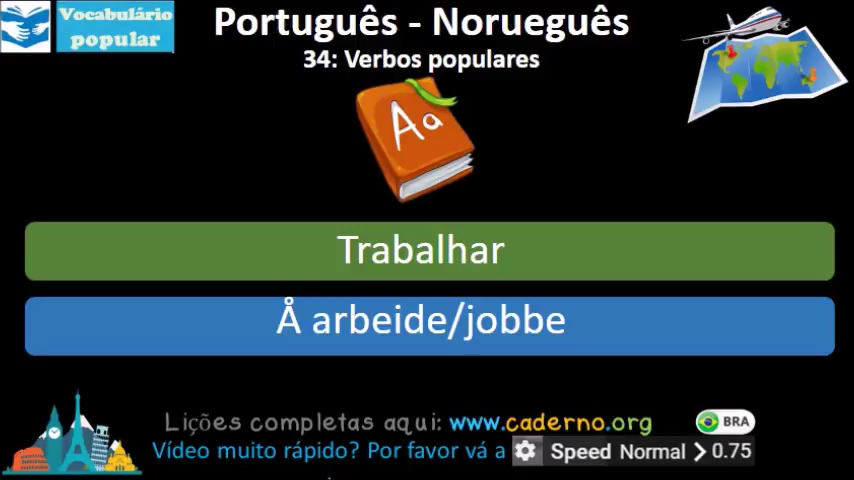 Vocabulário
popular
Português - Norueguês
34: Verbos populares
Aa
Trabalhar
Å arbeide/jobbe
Lições completas aqui: www.caderno.org
BRA
Vídeo muito rápido? Por favor vá a Speed Normal > 0.75